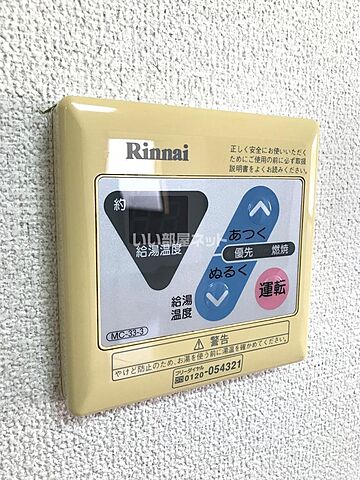 Rinnai
正しく安全にお使いいただく
ためにご使用の前に必ず取扱
説明書をよくお読みください。
約
給湯温度
あつく
優先 燃焼
ぬるく
運転
給湯
温度
MC-33-3
⚠ 警告
やけど防止のため、お湯を使う前に湯温を確かめてください。
フリーダイヤル
0120-054321
いい部屋ネット